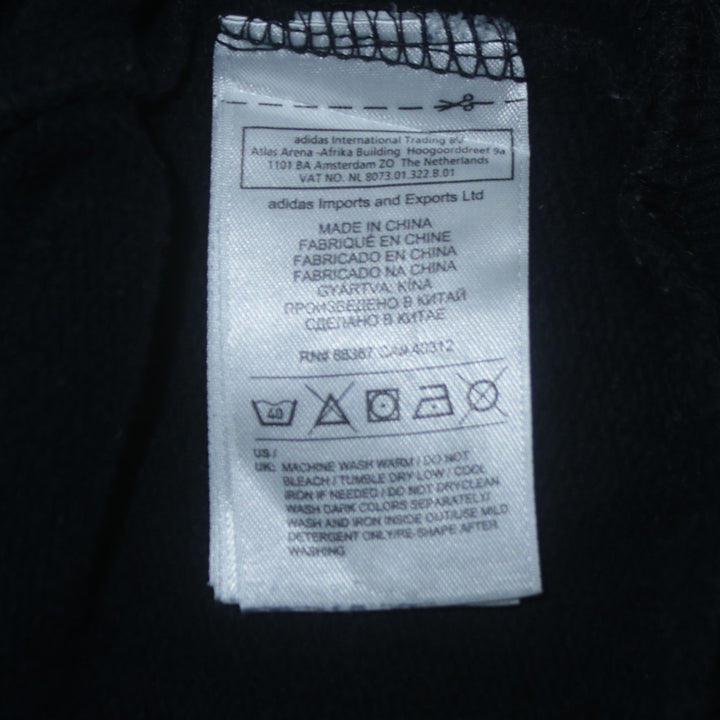 adidas International Trading BV
Atlas Arena -Afrika Building Hoogoorddreef 9a
1101 BA Amsterdam ZO The Netherlands
VAT NO. NL 8073.01.322.B.01
adidas Imports and Exports Ltd
MADE IN CHINA
FABRIQUÉ EN CHINE
FABRICADO EN CHINA
FABRICADO NA CHINA
GYÁRTVA: KÍNA
ПРОИЗВЕДЕНО В КИТАЙ
СДЕЛАНО В КИТАЕ
RN# 88387 CA# 40312
40
US /
UK: MACHINE WASH WARM / DO NOT
BLEACH / TUMBLE DRY LOW / COOL
IRON IF NEEDED / DO NOT DRYCLEAN
WASH DARK COLORS SEPARATELY/
WASH AND IRON INSIDE OUT/USE MILD
DETERGENT ONLY/RE-SHAPE AFTER
WASHING